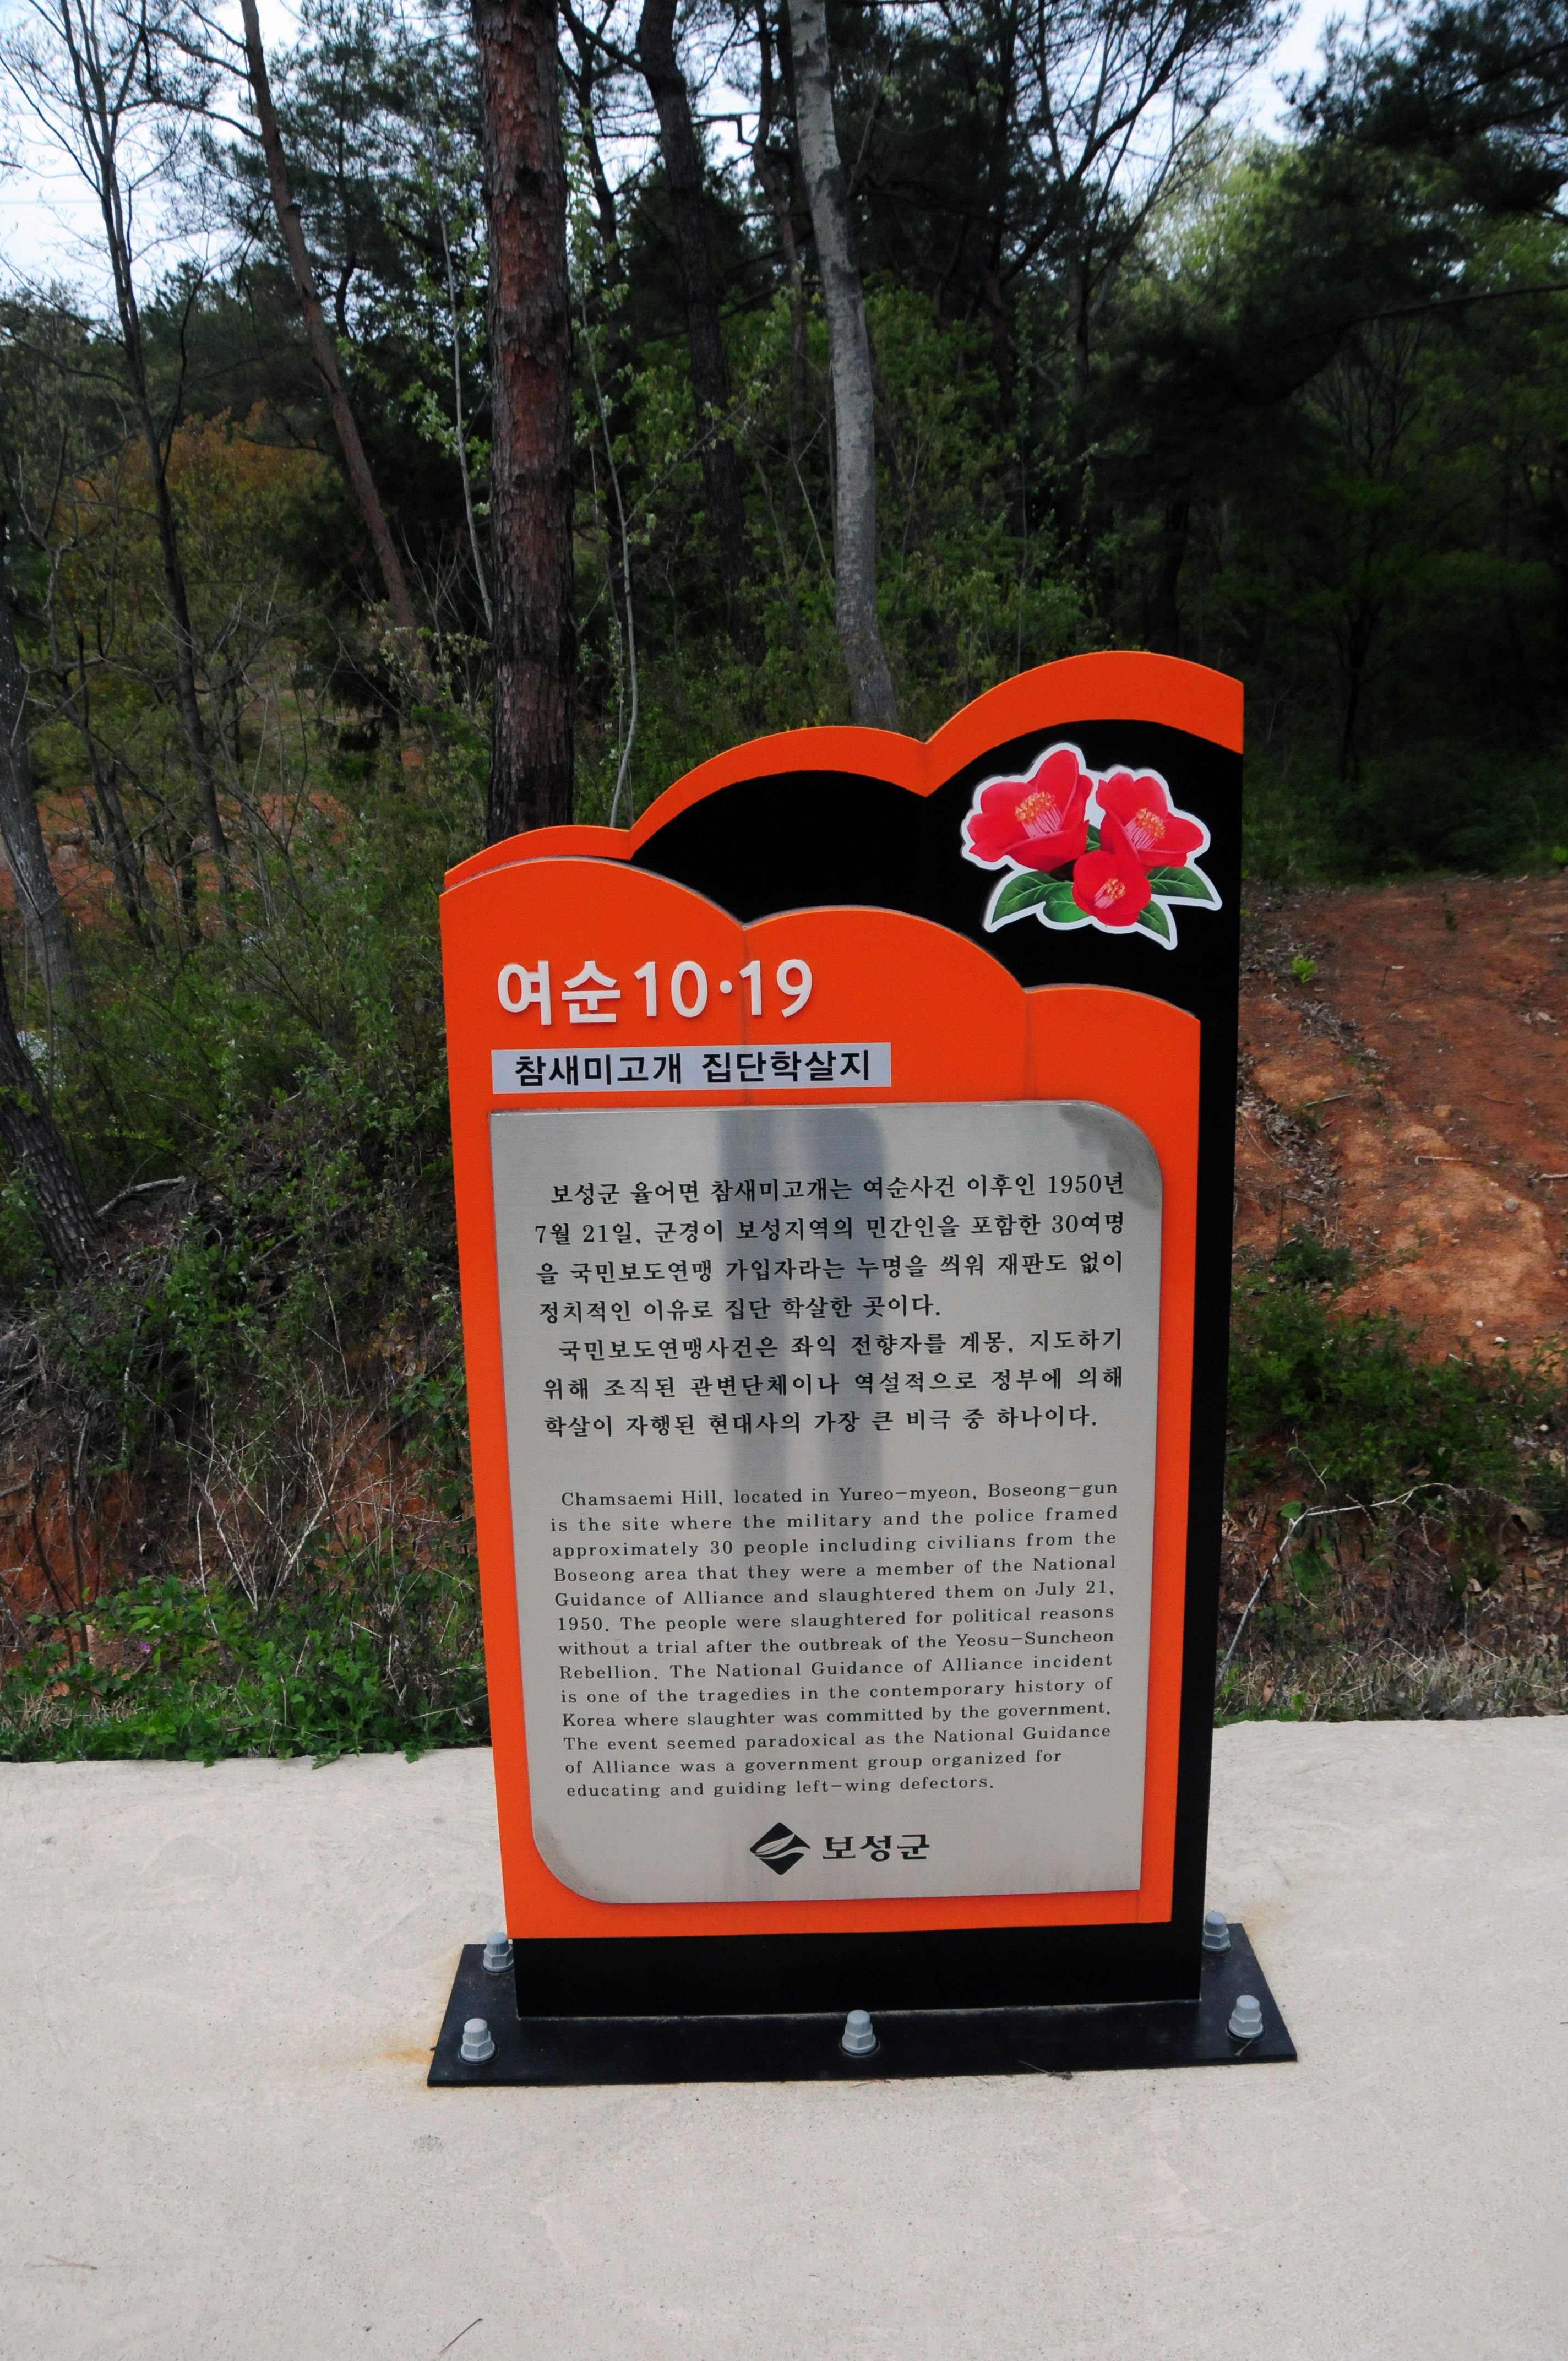 여순10·19
참새미고개 집단학살지
보성군 율어면 참새미고개는 여순사건 이후인 1950년
7월 21일, 군경이 보성지역의 민간인을 포함한 30여명
을 국민보도연맹 가입자라는 누명을 씌워 재판도 없이
정치적인 이유로 집단 학살한 곳이다.
국민보도연맹사건은 좌익 전향자를 계몽, 지도하기
위해 조직된 관변단체이나 역설적으로 정부에 의해
학살이 자행된 현대사의 가장 큰 비극 중 하나이다.
Chamsaemi Hill, located in Yureo-myeon, Boseong-gun
is the site where the military and the police framed
approximately 30 people including civilians from the
Boseong area that they were a member of the National
Guidance of Alliance and slaughtered them on July 21,
1950. The people were slaughtered for political reasons
without a trial after the outbreak of the Yeosu-Suncheon
Rebellion. The National Guidance of Alliance incident
is one of the tragedies in the contemporary history of
Korea where slaughter was committed by the government.
The event seemed paradoxical as the National Guidance
of Alliance was a government group organized for
educating and guiding left-wing defectors.
보성군